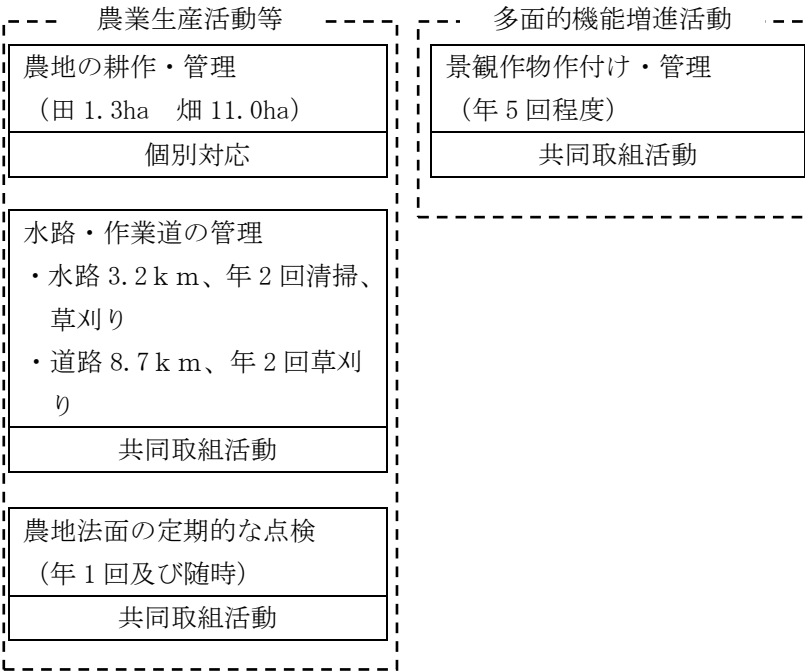 農業生産活動等
農地の耕作・管理
（田 1.3ha　畑 11.0ha）
個別対応
水路・作業道の管理
・水路 3.2ｋｍ、年 2 回清掃、
草刈り
・道路 8.7ｋｍ、年 2 回草刈
り
共同取組活動
農地法面の定期的な点検
（年 1 回及び随時）
共同取組活動
多面的機能増進活動
景観作物作付け・管理
（年 5 回程度）
共同取組活動